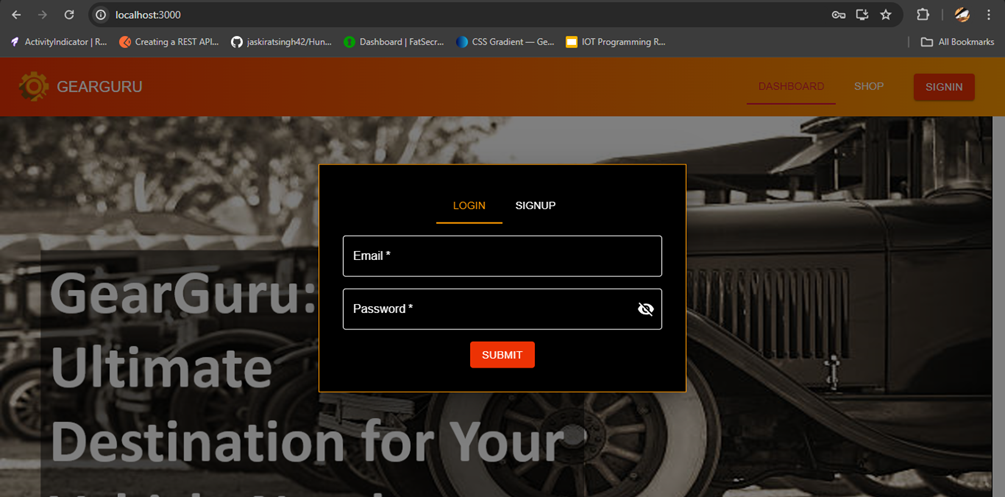 localhost:3000
ActivityIndicator | R...
Creating a REST API...
jaskiratsingh42/Hun...
Dashboard | FatSecr...
CSS Gradient — Ge...
IOT Programming R...
All Bookmarks
GEARGURU
DASHBOARD
SHOP
SIGNIN
LOGIN
SIGNUP
Email *
Password *
SUBMIT
GearGuru:
Ultimate
Destination for Your